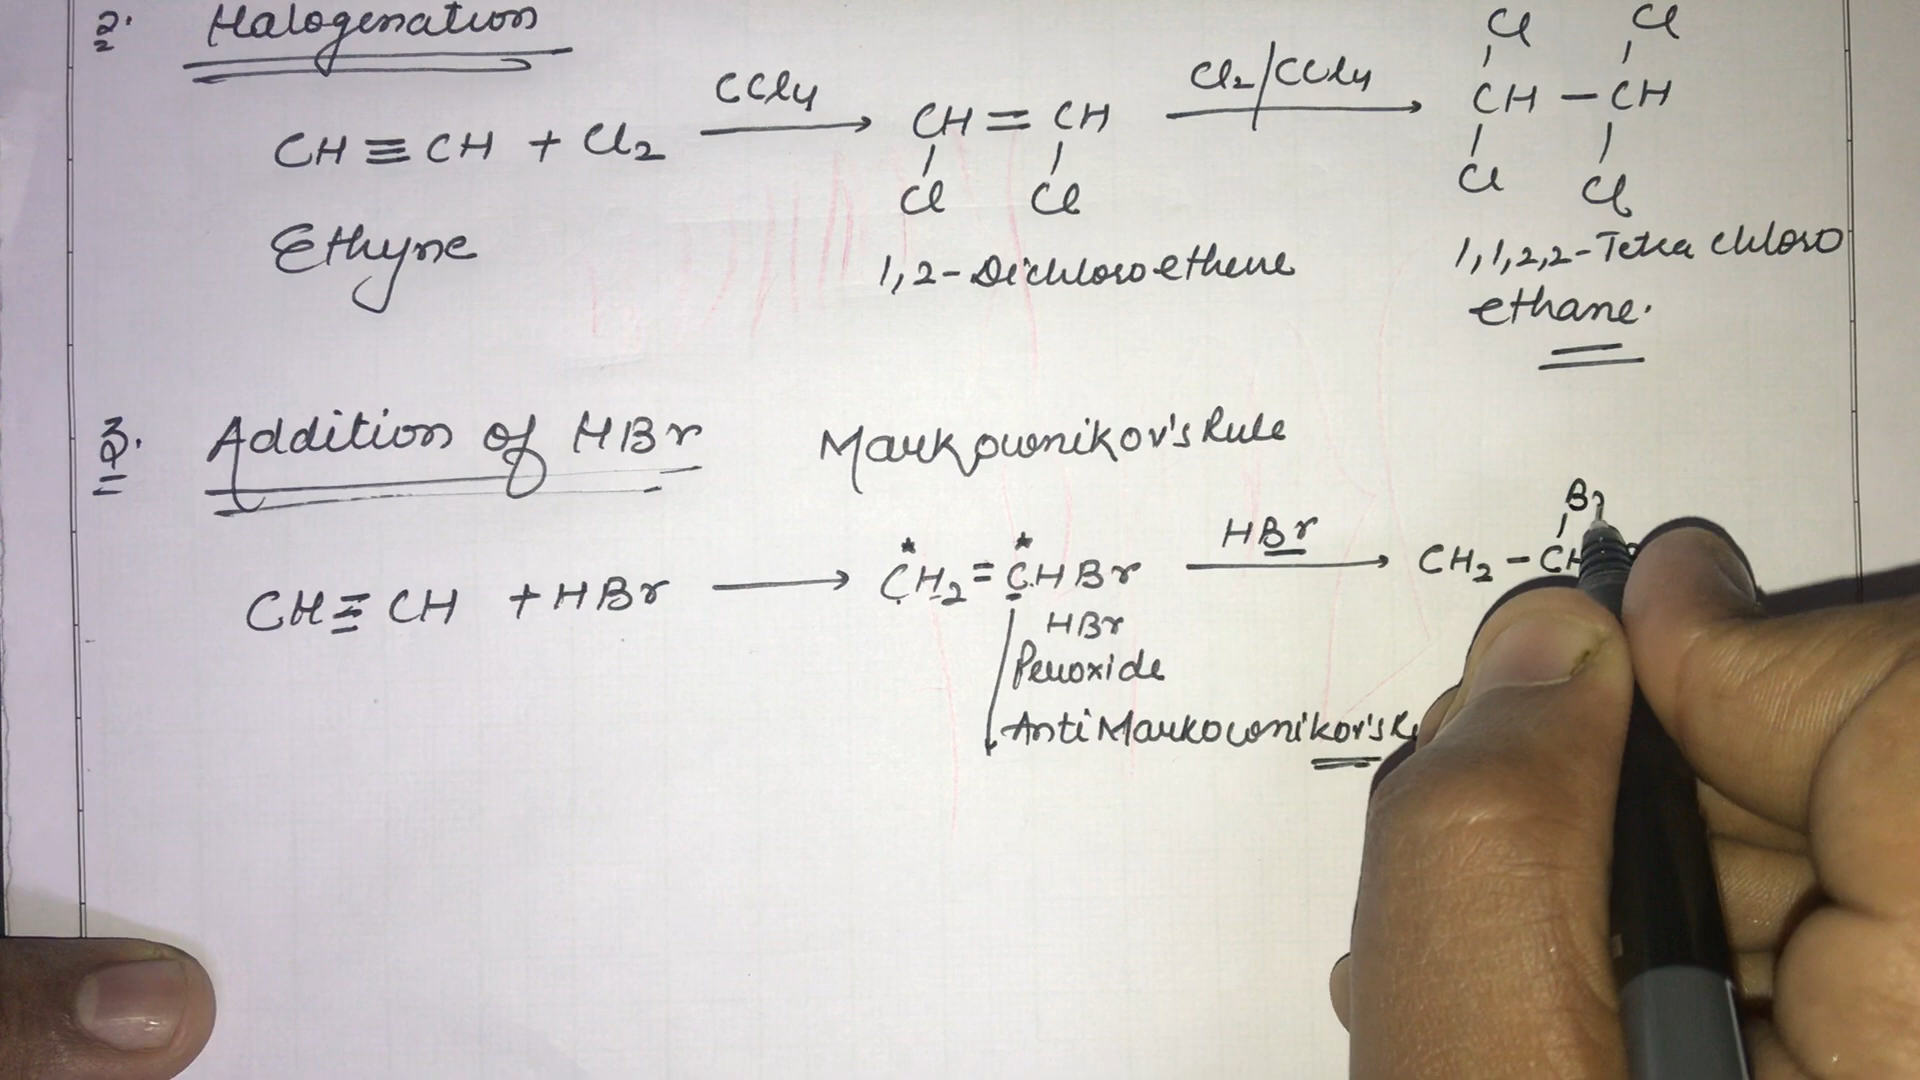 2. Halogenation
CH ≡ CH + Cl2 CCl4 → CH = CH Cl2/CCl4 → CH – CH
Cl Cl Cl Cl Cl Cl
Ethyne 1,2-Dichloroethene 1,1,2,2-Tetra chloro
ethane.
3. Addition of HBr Markownikov's Rule
CH ≡ CH + HBr → *CH2 = *CHBr HBr → CH2 – CH
Br
HBr
Peroxide
Anti Markownikov's